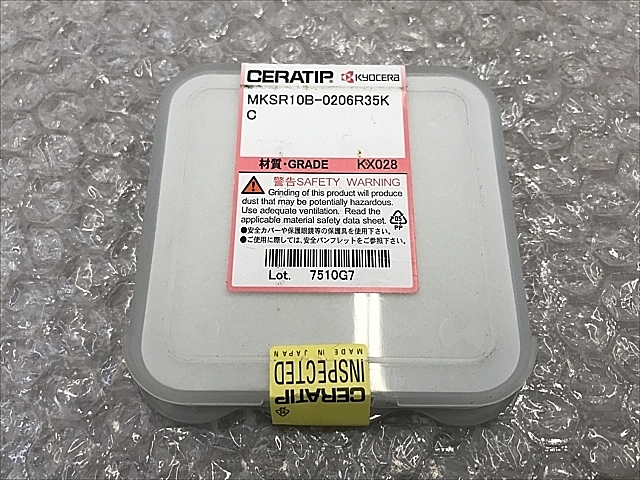 CERATIP KYOCERA
MKSR10B-0206R35K
C
材質・GRADE KX028
警告SAFETY WARNING
Grinding of this product will produce
dust that may be potentially hazardous.
Use adequate ventilation. Read the
applicable material safety data sheet.
PP
●安全カバーや保護眼鏡等の保護具を使用下さい。
●ご使用に際しては、安全パンフレットをご参照下さい。
Lot. 7510G7
CERATIP
INSPECTED
MADE IN JAPAN